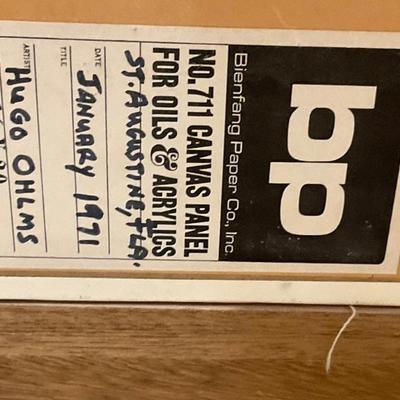 bp
Bienfang Paper Co., Inc.
NO. 711 CANVAS PANEL
FOR OILS & ACRYLICS
ST. AUGUSTINE, FLA.
DATE JANUARY 1971
TITLE
ARTIST HUGO OHLMS